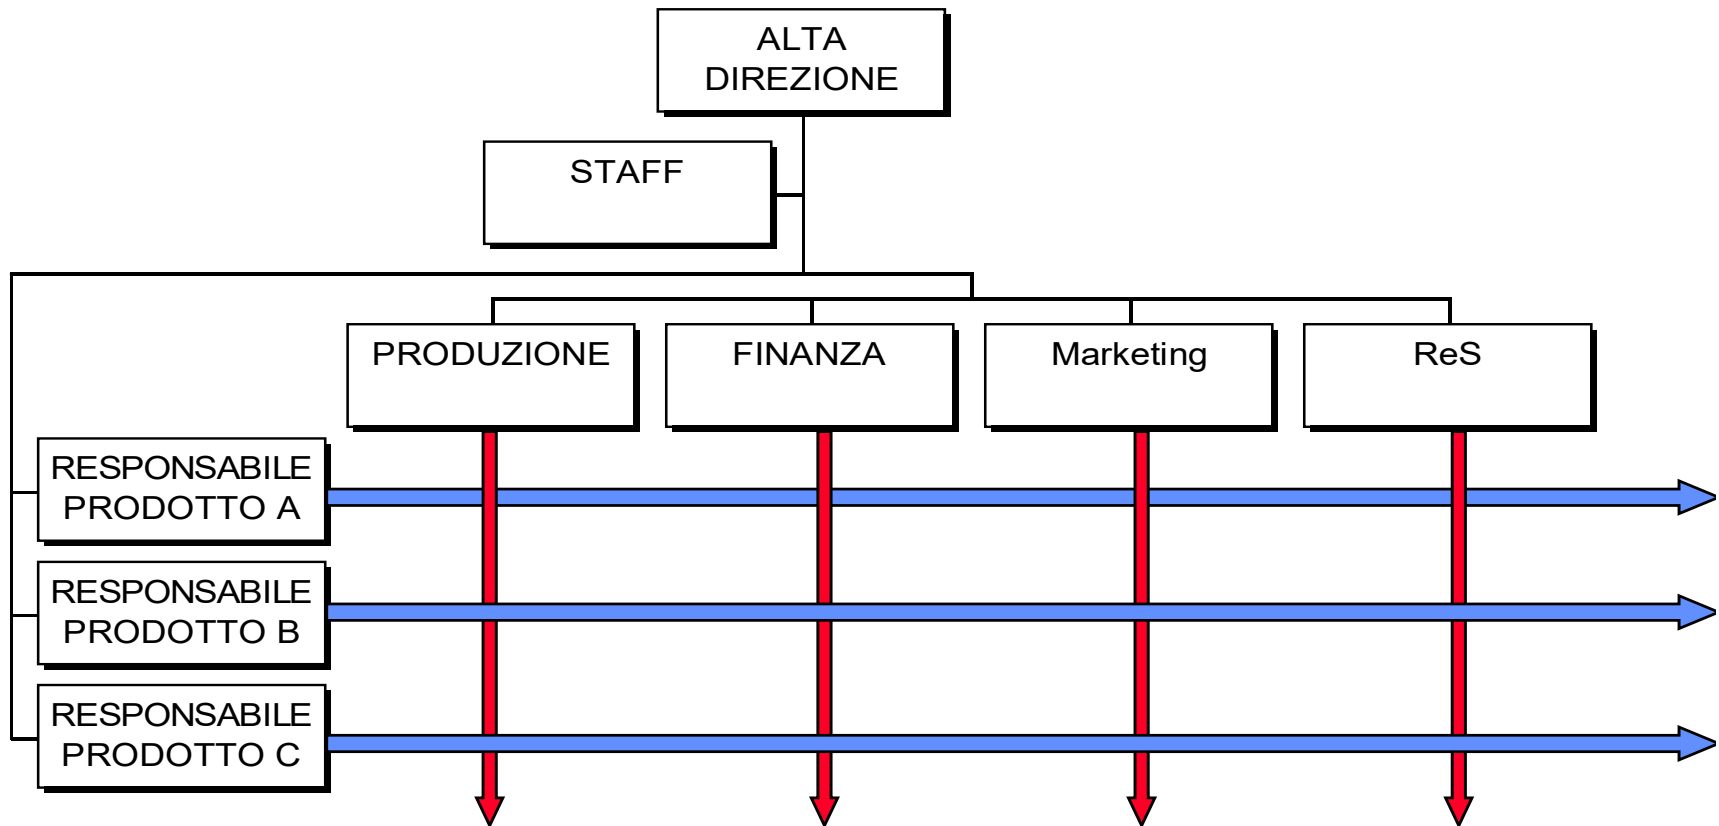 ALTA
DIREZIONE
STAFF
PRODUZIONE
FINANZA
Marketing
ReS
RESPONSABILE
PRODOTTO A
RESPONSABILE
PRODOTTO B
RESPONSABILE
PRODOTTO C